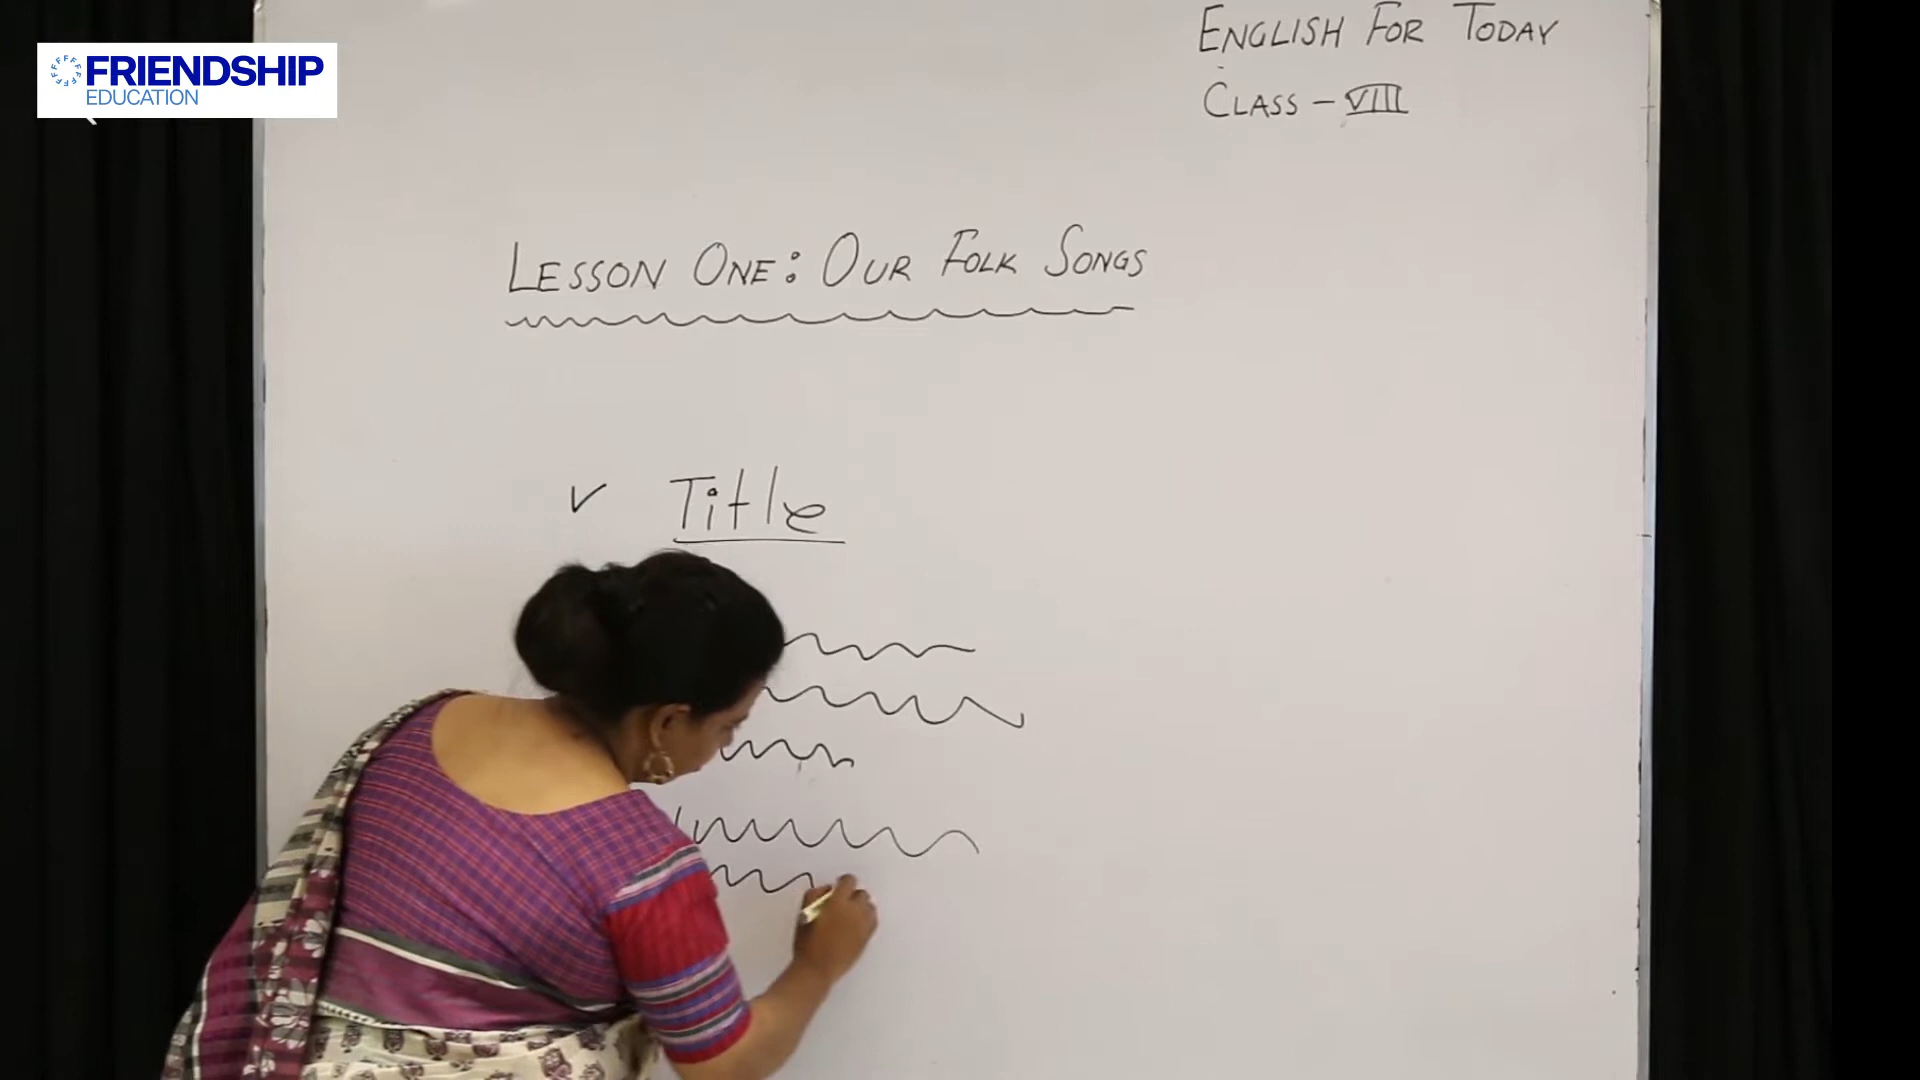 FRIENDSHIP
EDUCATION
ENGLISH FOR TODAY
CLASS – VIII
LESSON ONE: OUR FOLK SONGS
✓ Title